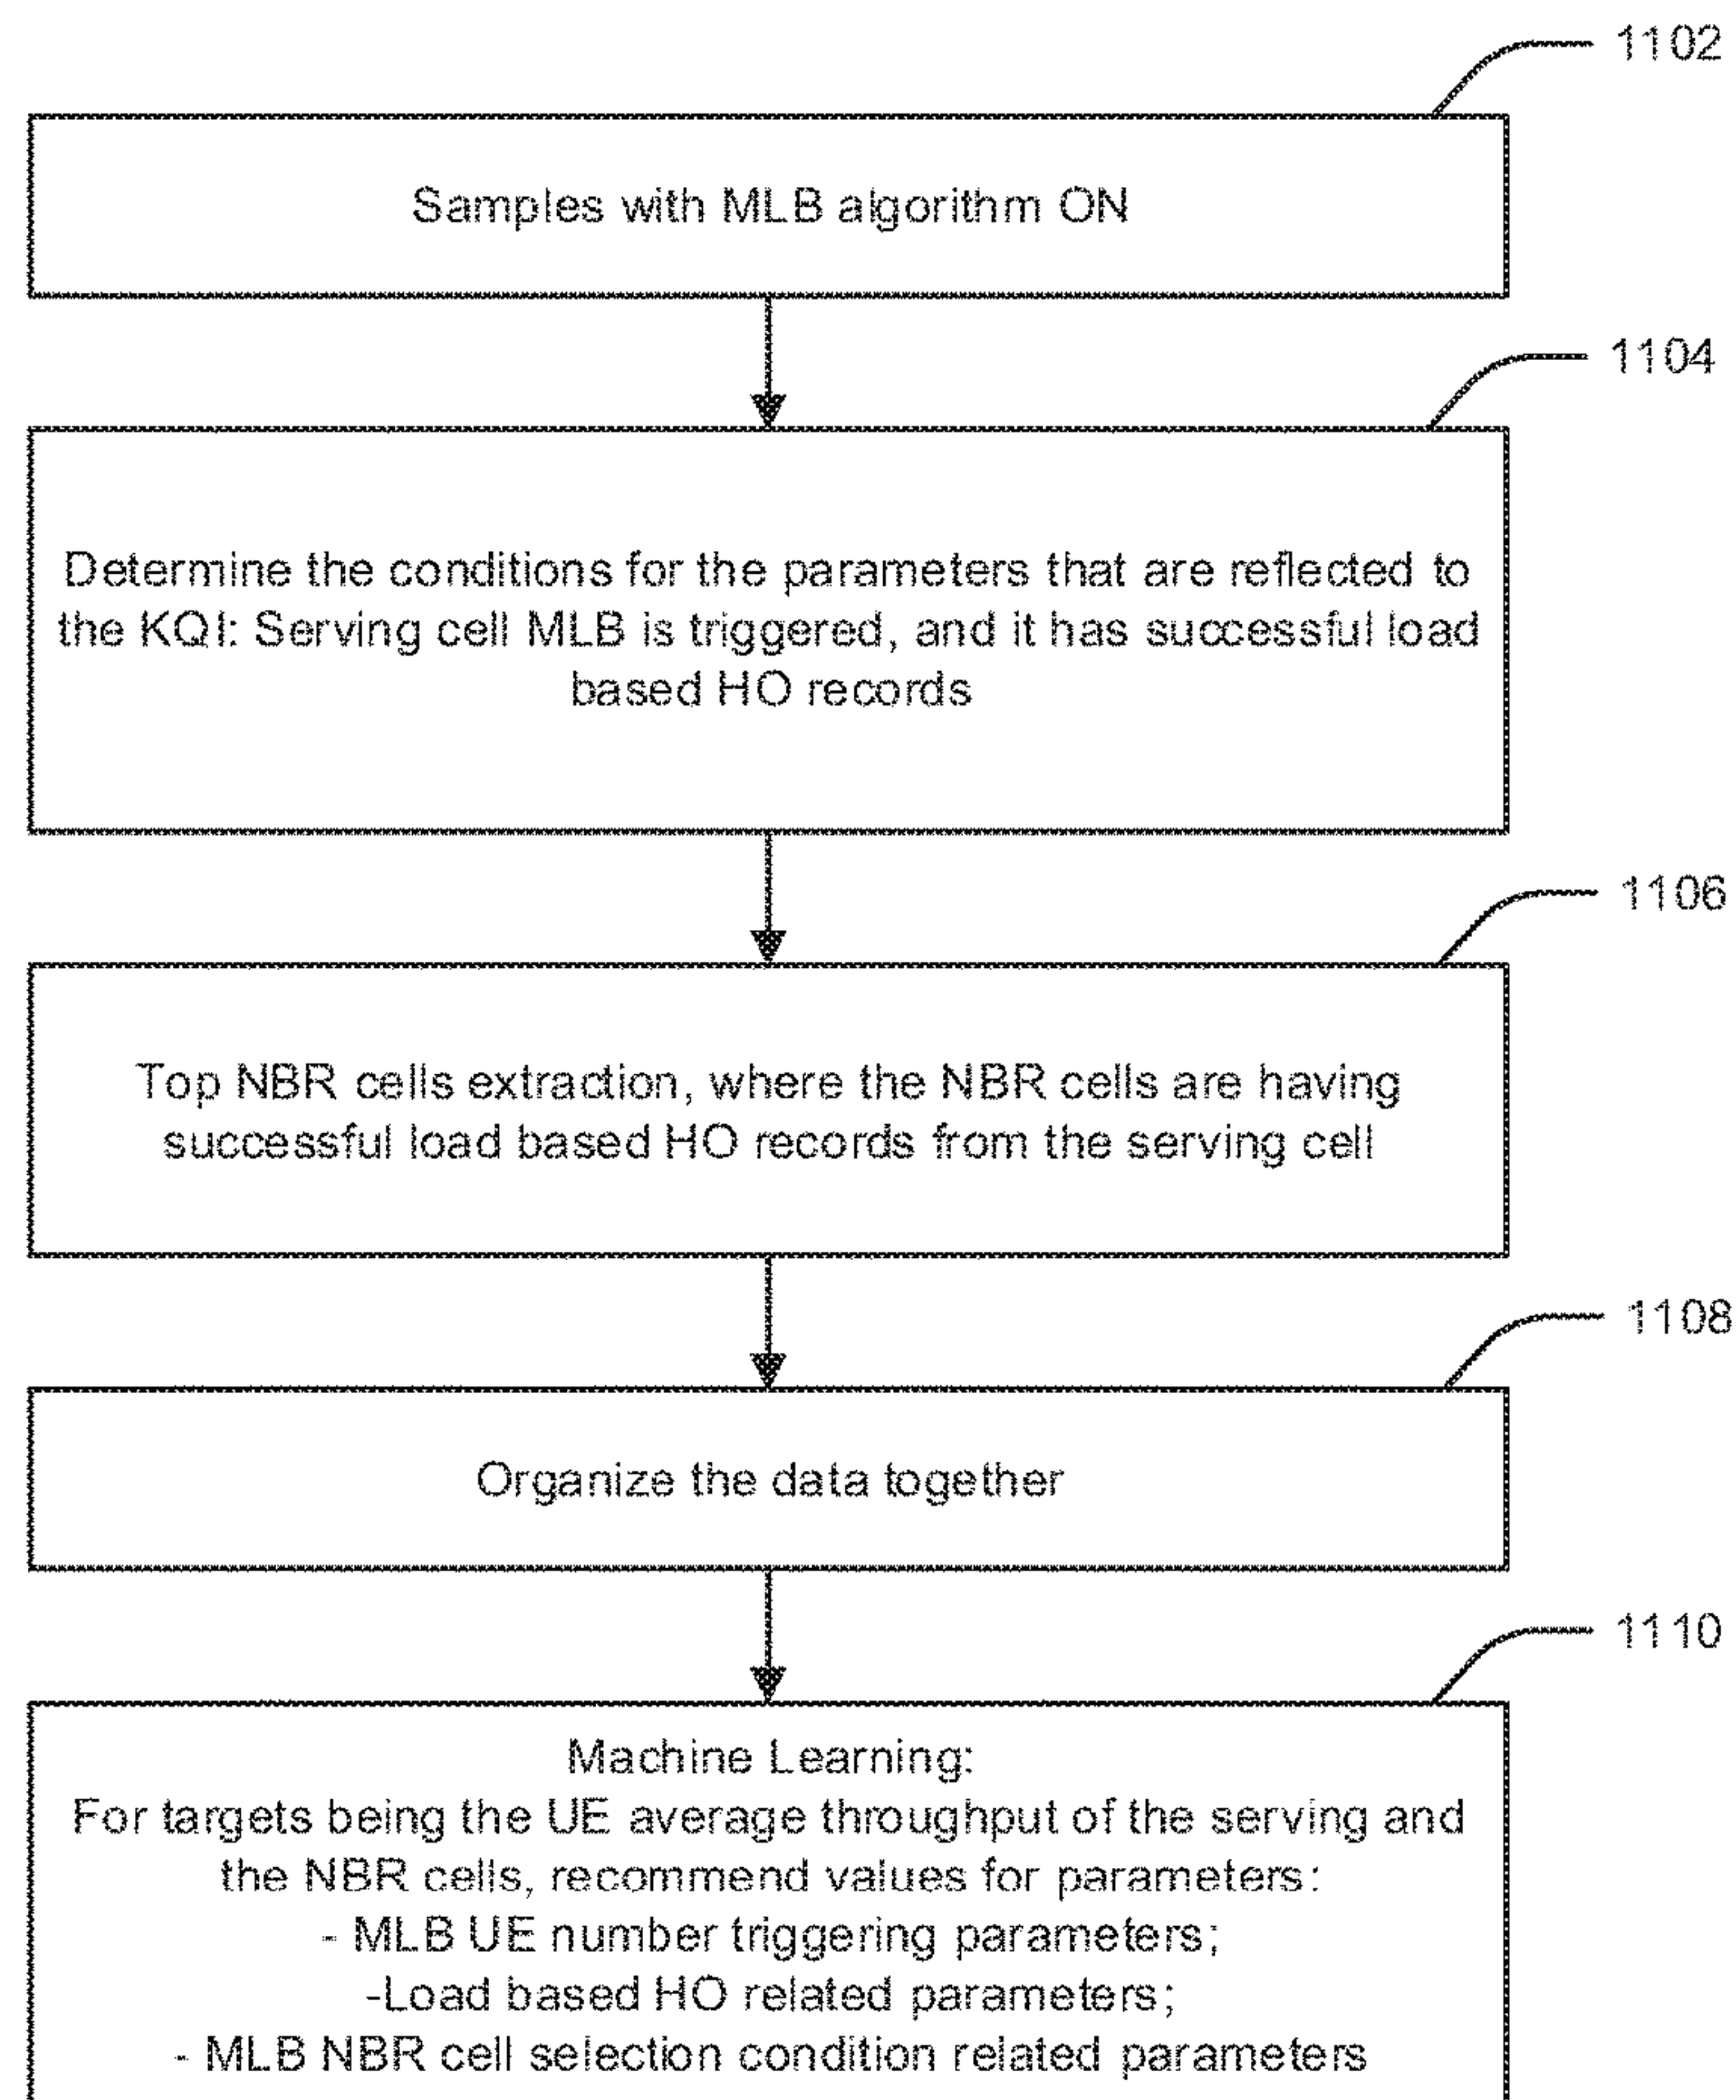 1102
Samples with MLB algorithm ON
1104
Determine the conditions for the parameters that are reflected to
the KQI: Serving cell MLB is triggered, and it has successful load
based HO records
1106
Top NBR cells extraction, where the NBR cells are having
successful load based HO records from the serving cell
1108
Organize the data together
1110
Machine Learning:
For targets being the UE average throughput of the serving and
the NBR cells, recommend values for parameters:
- MLB UE number triggering parameters;
-Load based HO related parameters;
- MLB NBR cell selection condition related parameters